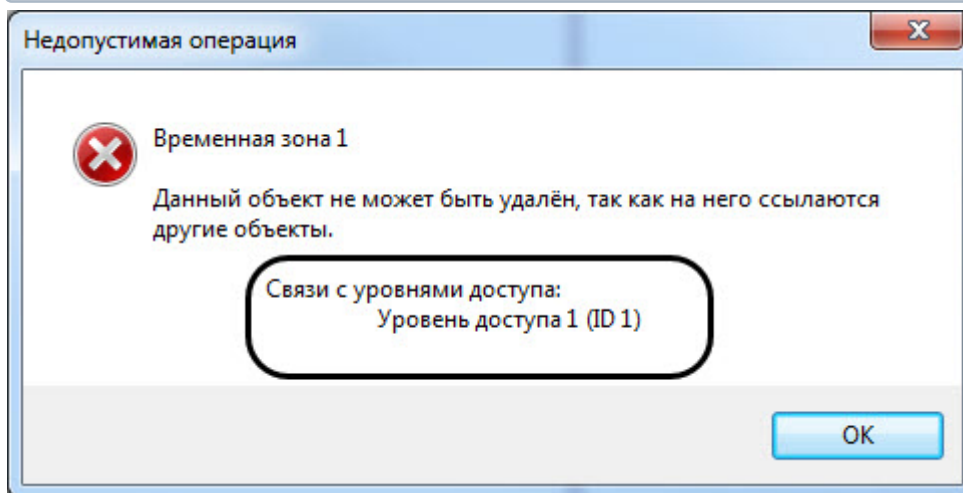 Недопустимая операция
Временная зона 1
Данный объект не может быть удалён, так как на него ссылаются
другие объекты.
Связи с уровнями доступа:
Уровень доступа 1 (ID 1)
OK